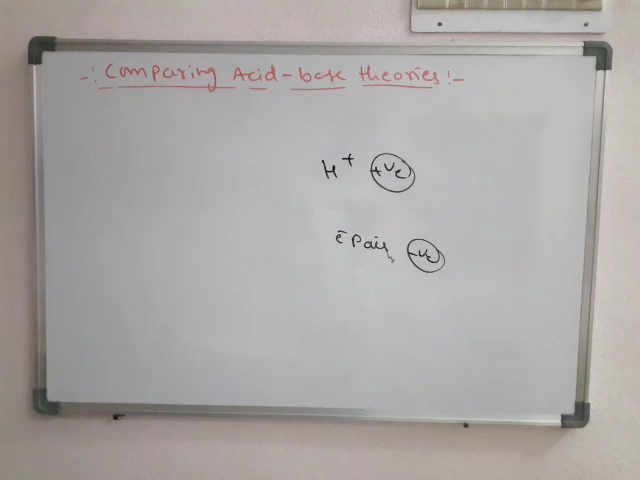 -: Comparing Acid-base theories :-
H⁺ +ve
ē Pair -ve